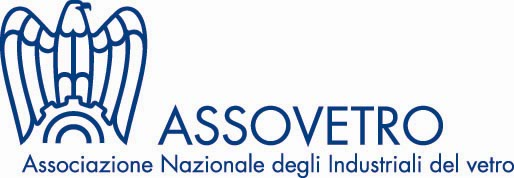 ASSOVETRO
Associazione Nazionale degli Industriali del vetro